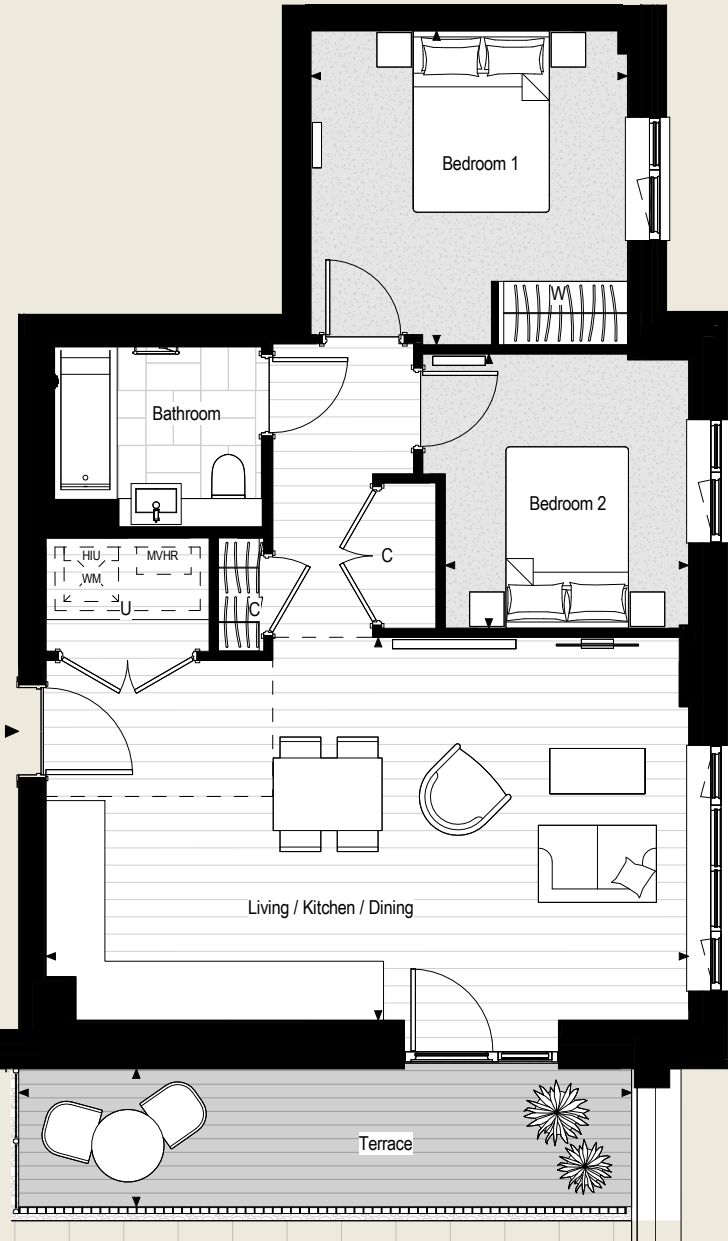 Bedroom 1
W
Bathroom
Bedroom 2
HIU
MVHR
WM
U
C
C
Living / Kitchen / Dining
Terrace